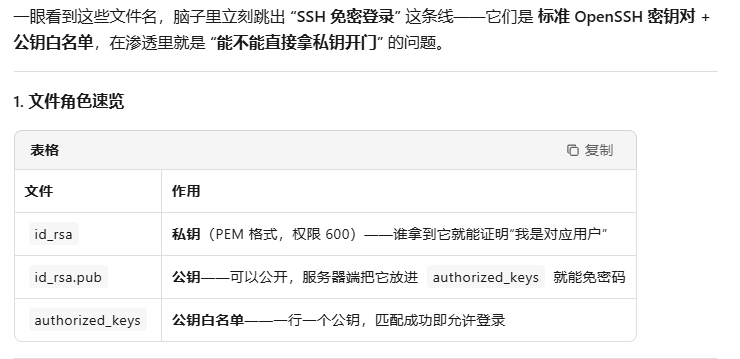 一眼看到这些文件名，脑子里立刻跳出 “SSH 免密登录” 这条线——它们是 标准 OpenSSH 密钥对 +
公钥白名单，在渗透里就是 “能不能直接拿私钥开门” 的问题。
1. 文件角色速览
表格 复制
文件 作用
id_rsa 私钥（PEM 格式，权限 600）——谁拿到它就能证明“我是对应用户”
id_rsa.pub 公钥——可以公开，服务器端把它放进 authorized_keys 就能免密码
authorized_keys 公钥白名单——一行一个公钥，匹配成功即允许登录